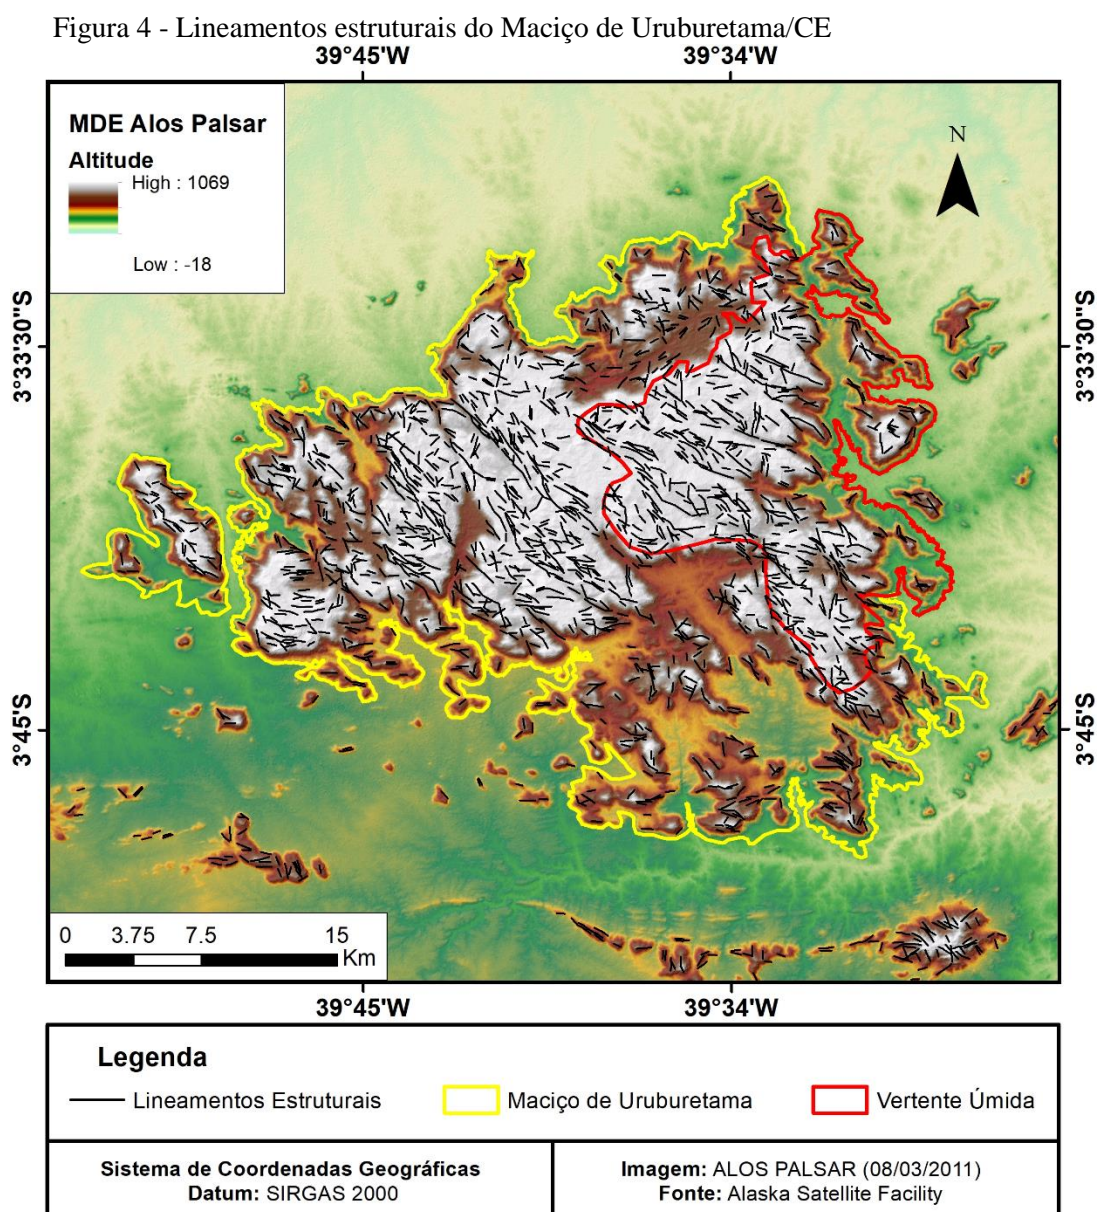 Figura 4 - Lineamentos estruturais do Maciço de Uruburetama/CE
39°45'W
39°34'W
MDE Alos Palsar
Altitude
High : 1069
Low : -18
N
3°33'30"S
3°33'30"S
3°45'S
3°45'S
0 3.75 7.5 15
Km
39°45'W
39°34'W
Legenda
Lineamentos Estruturais
Maciço de Uruburetama
Vertente Úmida
Sistema de Coordenadas Geográficas
Datum: SIRGAS 2000
Imagem: ALOS PALSAR (08/03/2011)
Fonte: Alaska Satellite Facility